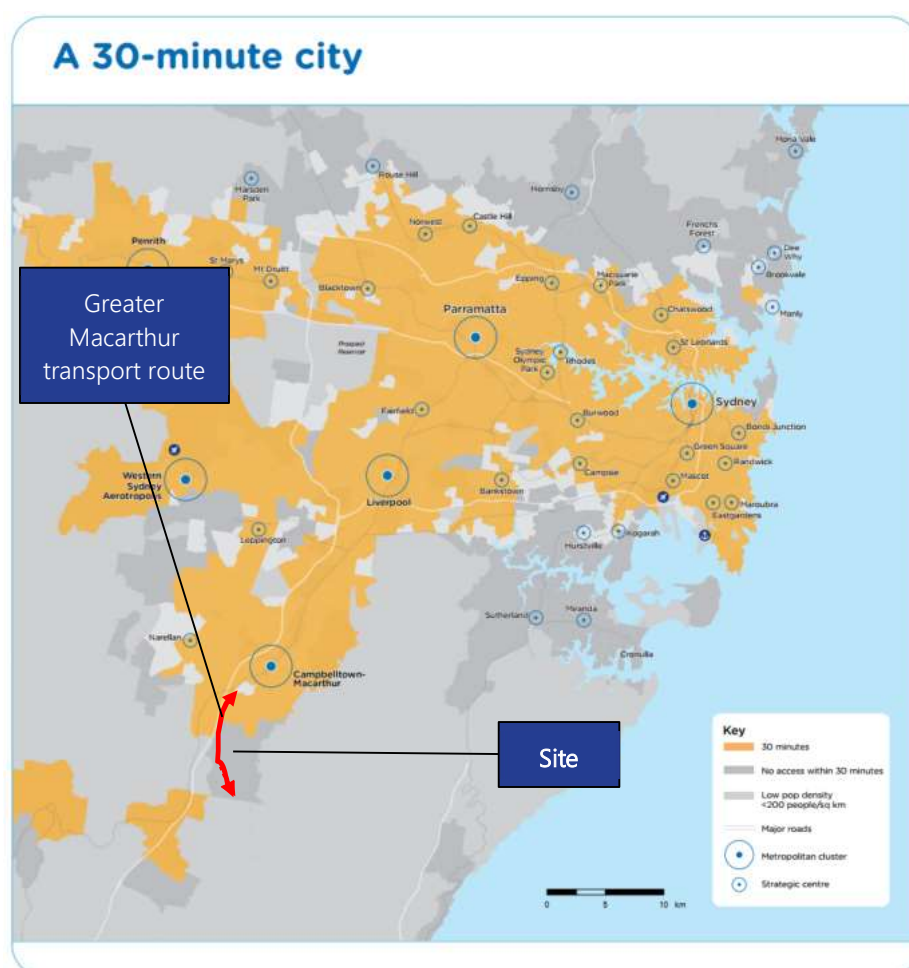 A 30-minute city
Mona Vale
Rouse Hill
Marsden
Park
Hornsby
Castle Hill
Norwest
Frenchs
Forest
Dee
Why
Brookvale
Penrith
St Marys
Mt Druitt
Blacktown
Epping
Macquarie
Park
Manly
Greater
Macarthur
transport route
Parramatta
Chatswood
St Leonards
Prospect
Reservoir
Sydney
Olympic
Park
Rhodes
Sydney
Fairfield
Burwood
Bondi Junction
Green Square
Randwick
Western
Sydney
Aerotropolis
Liverpool
Bankstown
Campsie
Mascot
Maroubra
Eastgardens
Leppington
Hurstville
Kogarah
Sutherland
Miranda
Narellan
Cronulla
Campbelltown-
Macarthur
Site
Key
30 minutes
No access within 30 minutes
Low pop density
<200 people/sq km
Major roads
Metropolitan cluster
Strategic centre
0 5 10 km